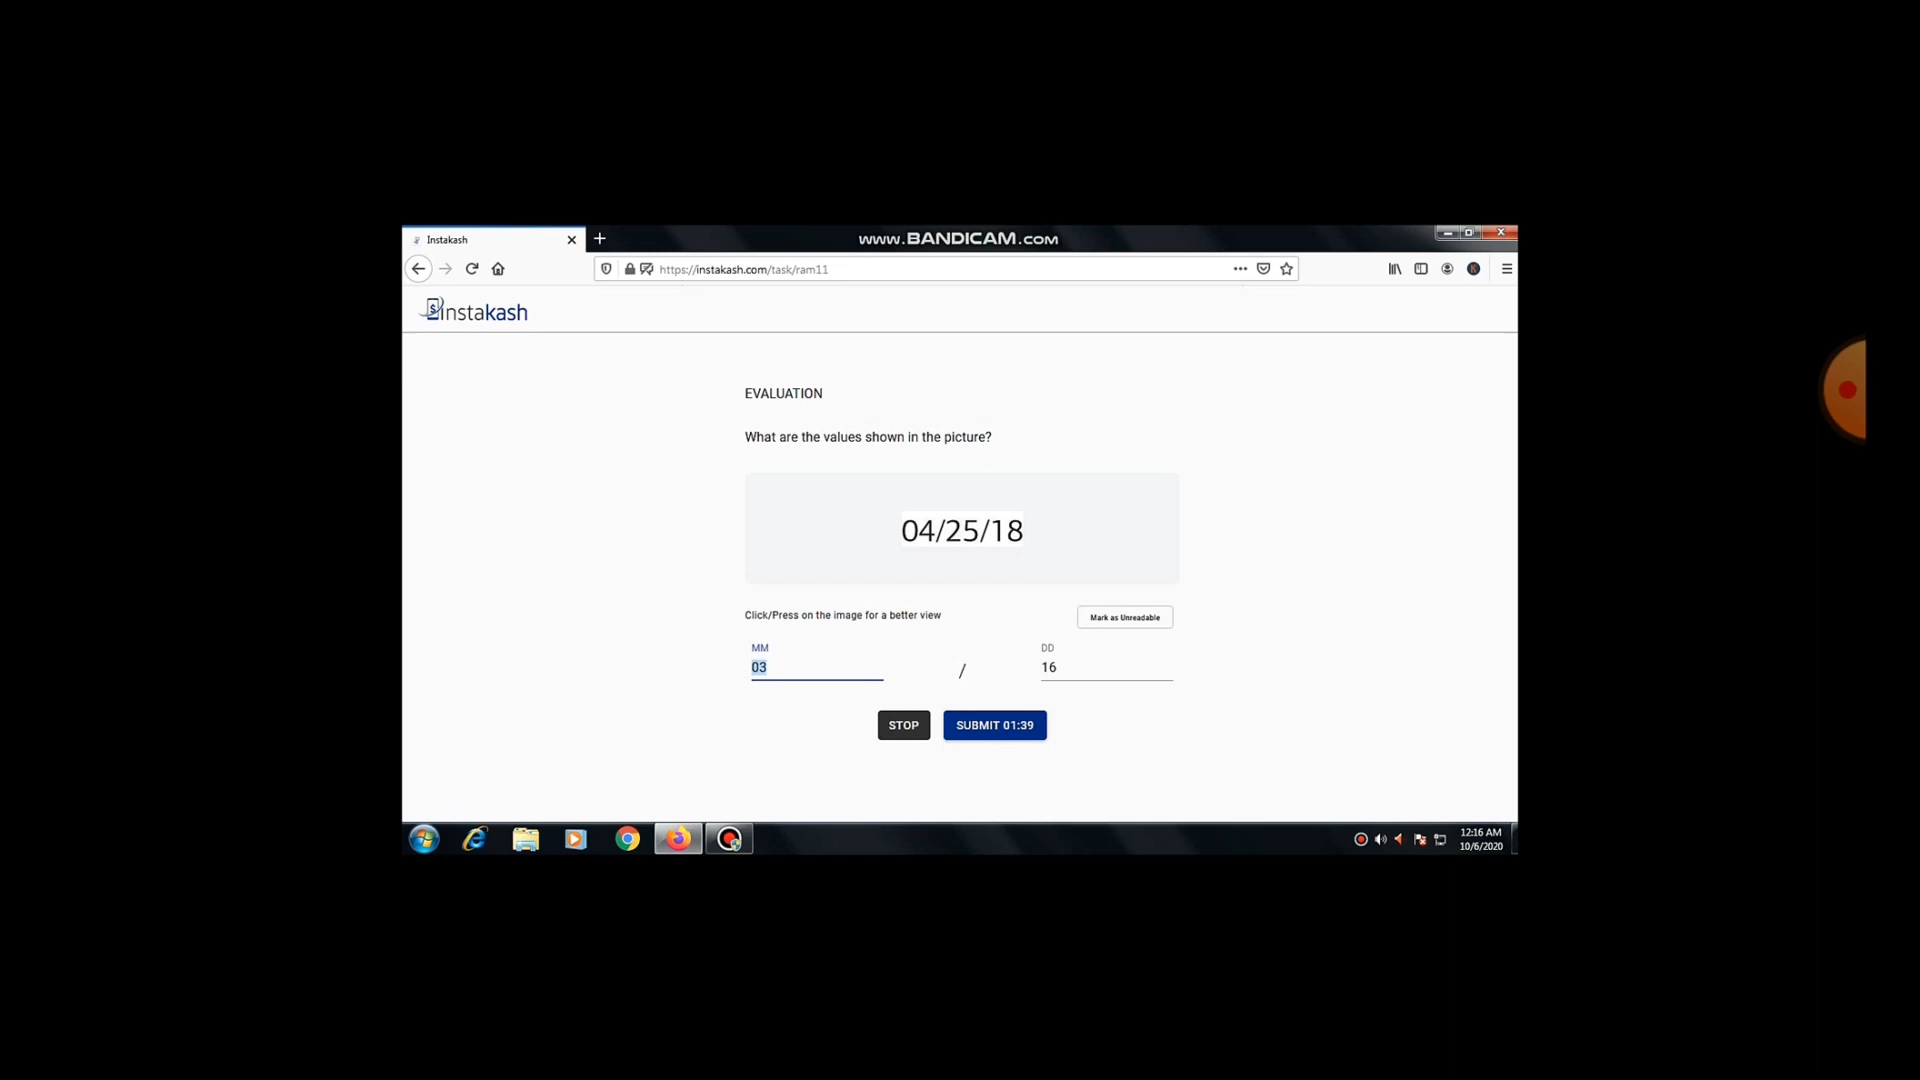 Instakash
www.BANDICAM.com
https://instakash.com/task/ram11
Instakash
EVALUATION
What are the values shown in the picture?
04/25/18
Click/Press on the image for a better view
Mark as Unreadable
MM
DD
03
/
16
STOP
SUBMIT 01:39
12:16 AM
10/6/2020